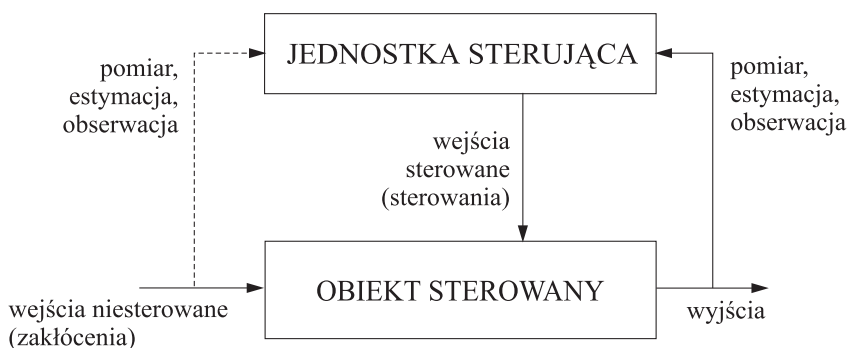 JEDNOSTKA STERUJĄCA
pomiar,
estymacja,
obserwacja
pomiar,
estymacja,
obserwacja
wejścia
sterowane
(sterowania)
OBIEKT STEROWANY
wejścia niesterowane
(zakłócenia)
wyjścia